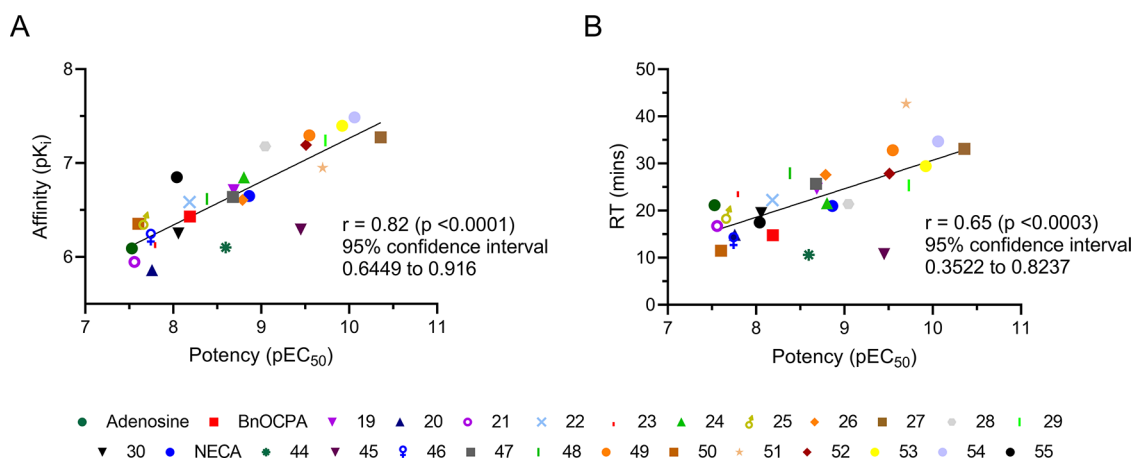 A
8
7
6
Affinity (pKi)
7 8 9 10 11
Potency (pEC50)
r = 0.82 (p <0.0001)
95% confidence interval
0.6449 to 0.916
B
50
40
30
20
10
0
RT (mins)
7 8 9 10 11
Potency (pEC50)
r = 0.65 (p <0.0003)
95% confidence interval
0.3522 to 0.8237
Adenosine BnOCPA 19 20 21 22 23 24 25 26 27 28 29
30 NECA 44 45 46 47 48 49 50 51 52 53 54 55